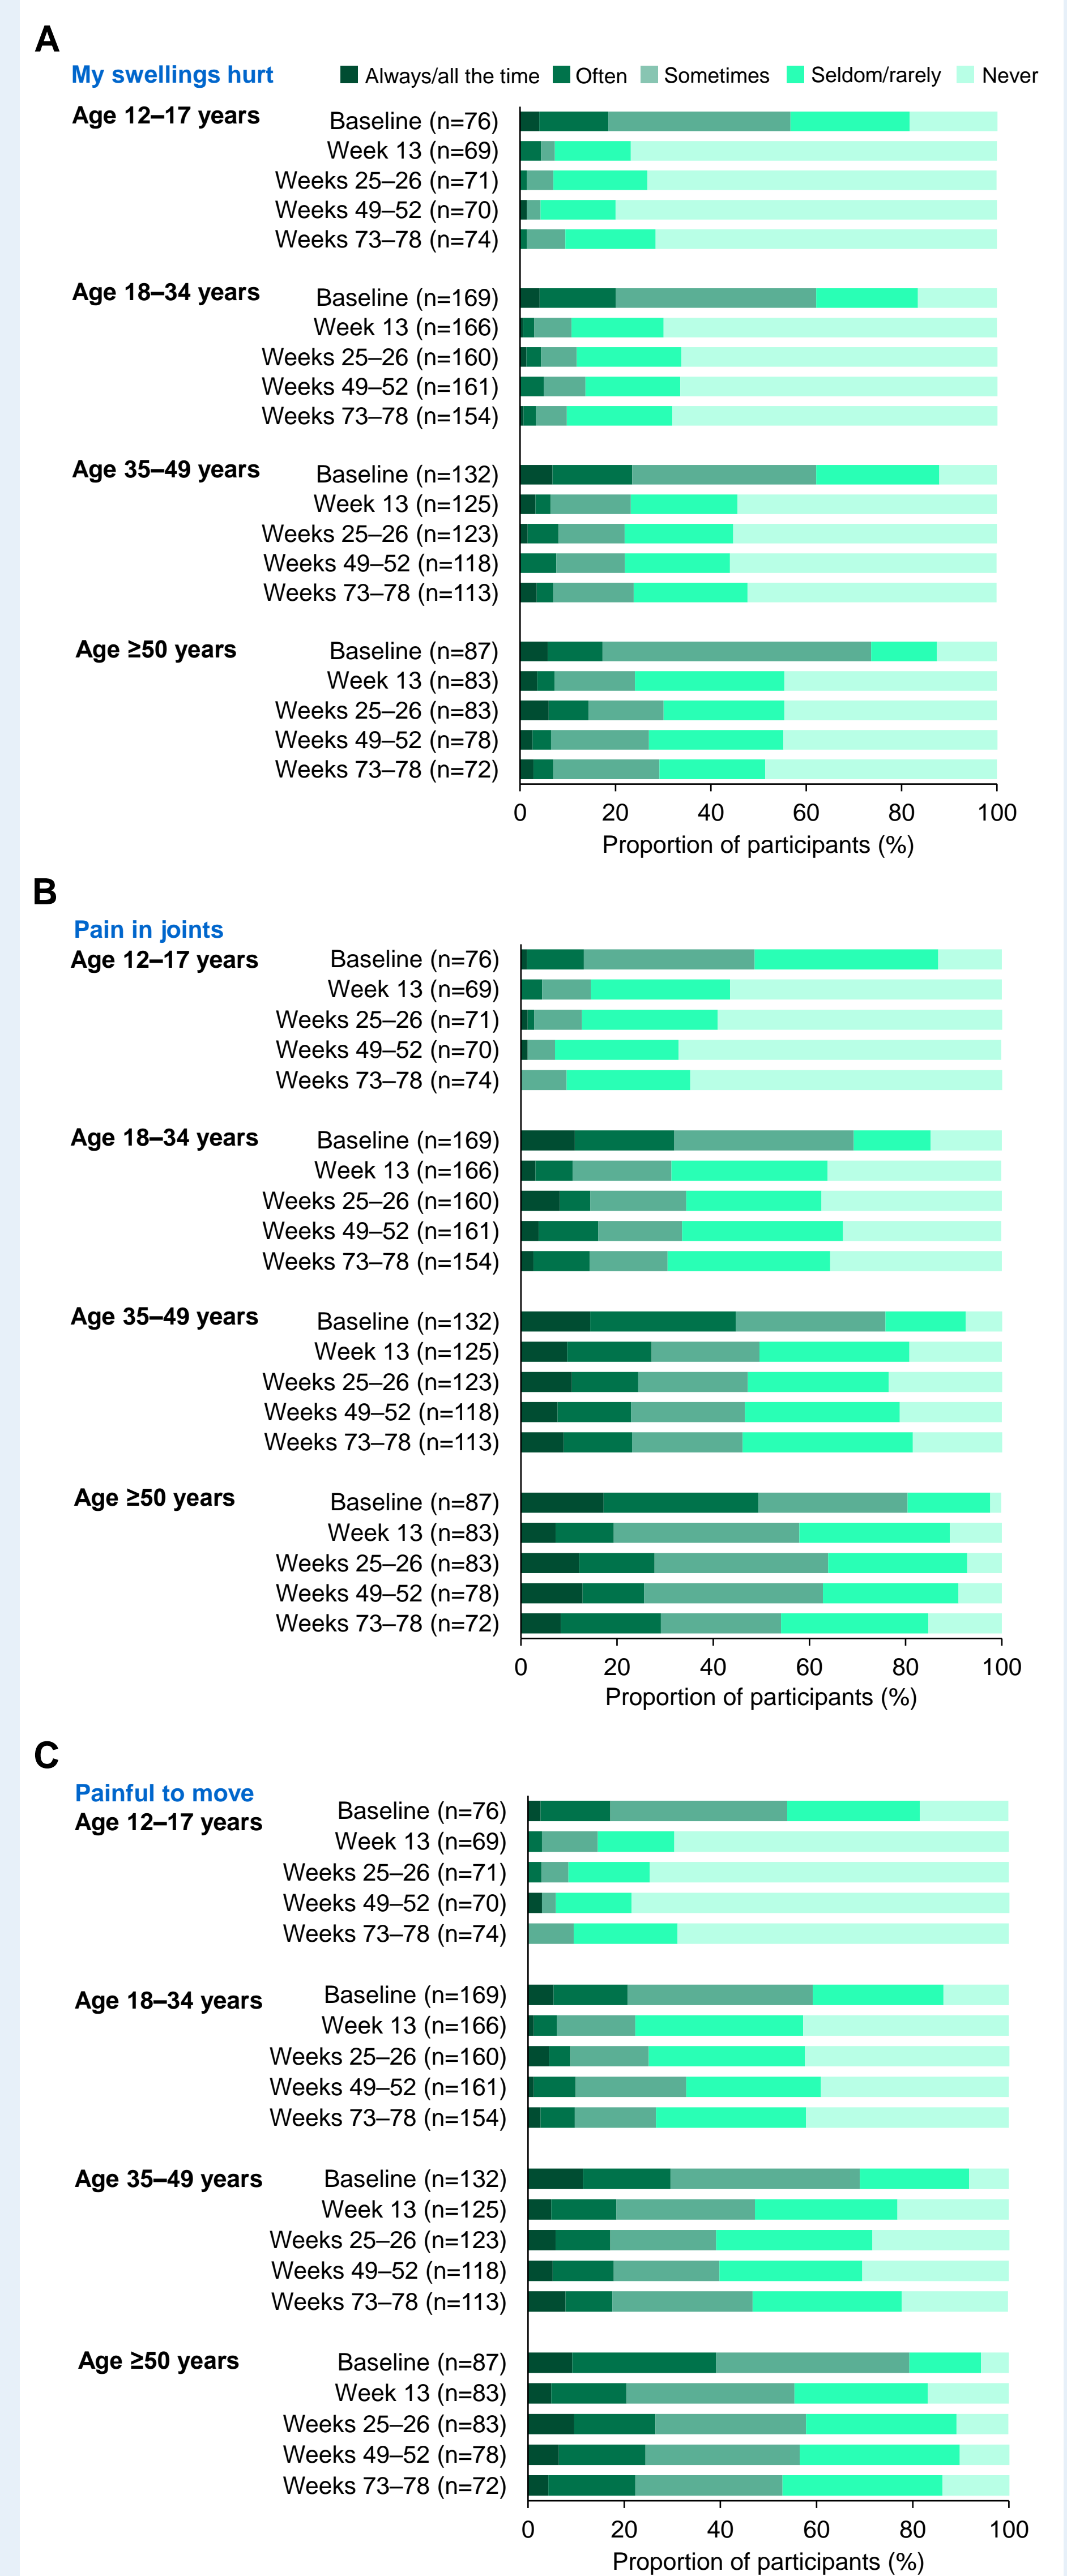 A
My swellings hurt
Always/all the time Often Sometimes Seldom/rarely Never
Age 12–17 years
Baseline (n=76)
Week 13 (n=69)
Weeks 25–26 (n=71)
Weeks 49–52 (n=70)
Weeks 73–78 (n=74)
Age 18–34 years
Baseline (n=169)
Week 13 (n=166)
Weeks 25–26 (n=160)
Weeks 49–52 (n=161)
Weeks 73–78 (n=154)
Age 35–49 years
Baseline (n=132)
Week 13 (n=125)
Weeks 25–26 (n=123)
Weeks 49–52 (n=118)
Weeks 73–78 (n=113)
Age ≥50 years
Baseline (n=87)
Week 13 (n=83)
Weeks 25–26 (n=83)
Weeks 49–52 (n=78)
Weeks 73–78 (n=72)
0 20 40 60 80 100
Proportion of participants (%)
B
Pain in joints
Age 12–17 years
Baseline (n=76)
Week 13 (n=69)
Weeks 25–26 (n=71)
Weeks 49–52 (n=70)
Weeks 73–78 (n=74)
Age 18–34 years
Baseline (n=169)
Week 13 (n=166)
Weeks 25–26 (n=160)
Weeks 49–52 (n=161)
Weeks 73–78 (n=154)
Age 35–49 years
Baseline (n=132)
Week 13 (n=125)
Weeks 25–26 (n=123)
Weeks 49–52 (n=118)
Weeks 73–78 (n=113)
Age ≥50 years
Baseline (n=87)
Week 13 (n=83)
Weeks 25–26 (n=83)
Weeks 49–52 (n=78)
Weeks 73–78 (n=72)
0 20 40 60 80 100
Proportion of participants (%)
C
Painful to move
Age 12–17 years
Baseline (n=76)
Week 13 (n=69)
Weeks 25–26 (n=71)
Weeks 49–52 (n=70)
Weeks 73–78 (n=74)
Age 18–34 years
Baseline (n=169)
Week 13 (n=166)
Weeks 25–26 (n=160)
Weeks 49–52 (n=161)
Weeks 73–78 (n=154)
Age 35–49 years
Baseline (n=132)
Week 13 (n=125)
Weeks 25–26 (n=123)
Weeks 49–52 (n=118)
Weeks 73–78 (n=113)
Age ≥50 years
Baseline (n=87)
Week 13 (n=83)
Weeks 25–26 (n=83)
Weeks 49–52 (n=78)
Weeks 73–78 (n=72)
0 20 40 60 80 100
Proportion of participants (%)